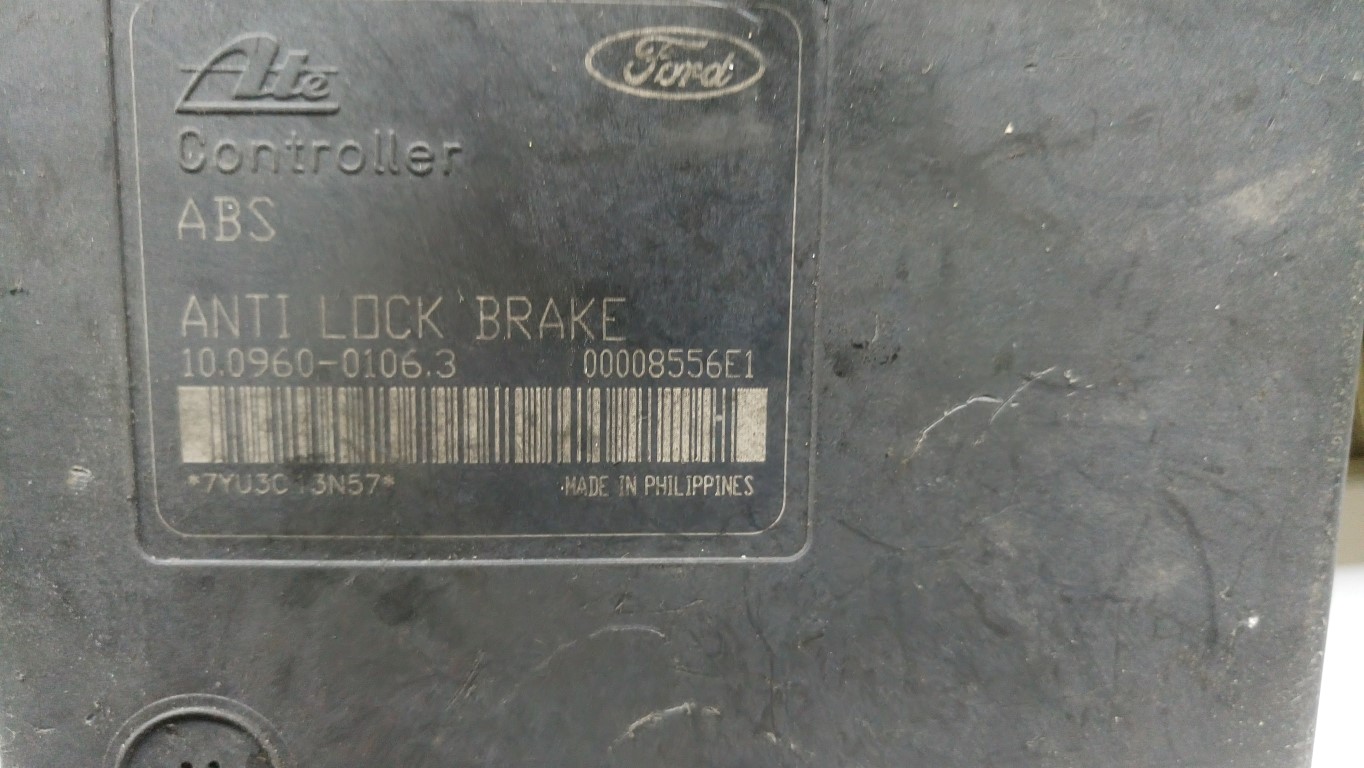 Ate
Ford
Controller
ABS
ANTI LOCK BRAKE
10.0960-0106.3 00008556E1
MADE IN PHILIPPINES